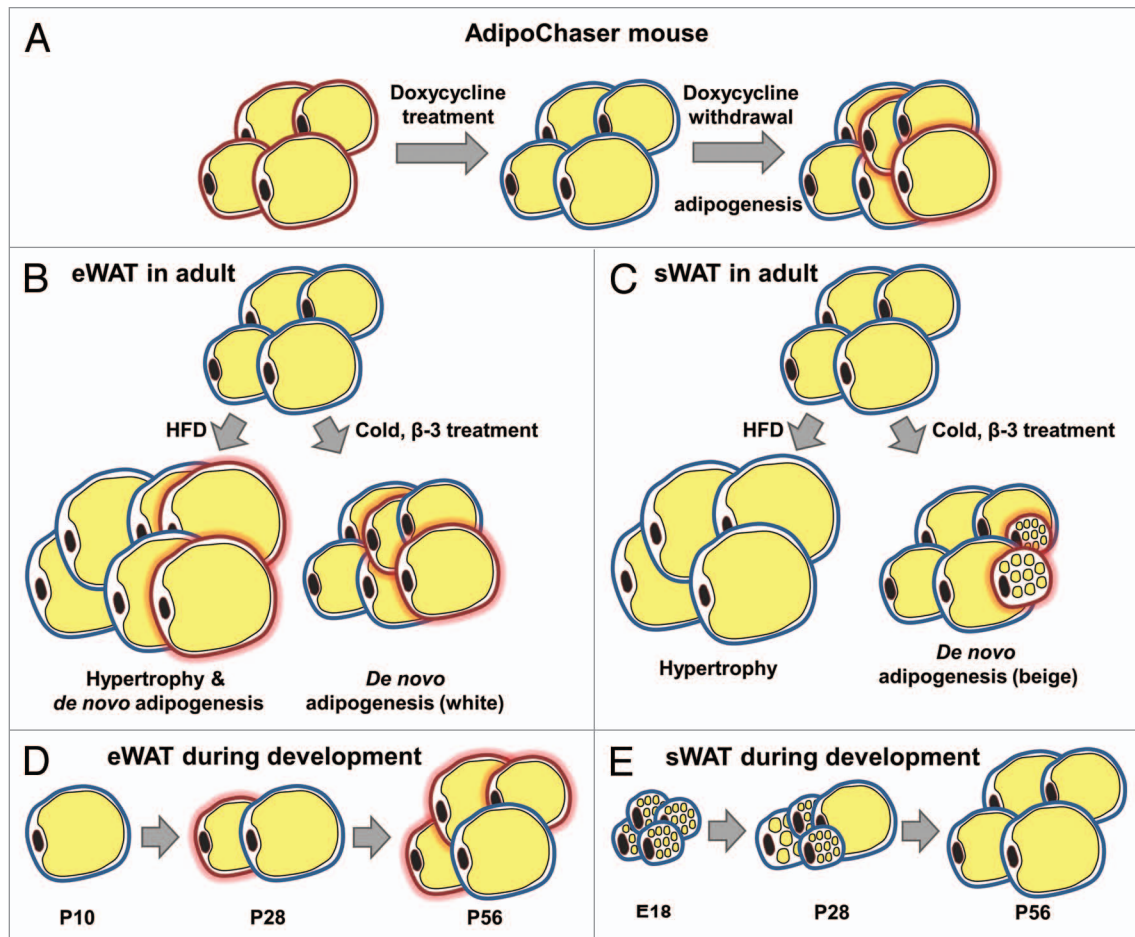 A
AdipoChaser mouse
Doxycycline
treatment
Doxycycline
withdrawal
adipogenesis
B
eWAT in adult
HFD
Cold, β-3 treatment
Hypertrophy &
de novo adipogenesis
De novo
adipogenesis (white)
C
sWAT in adult
HFD
Cold, β-3 treatment
Hypertrophy
De novo
adipogenesis (beige)
D
eWAT during development
P10
P28
P56
E
sWAT during development
E18
P28
P56